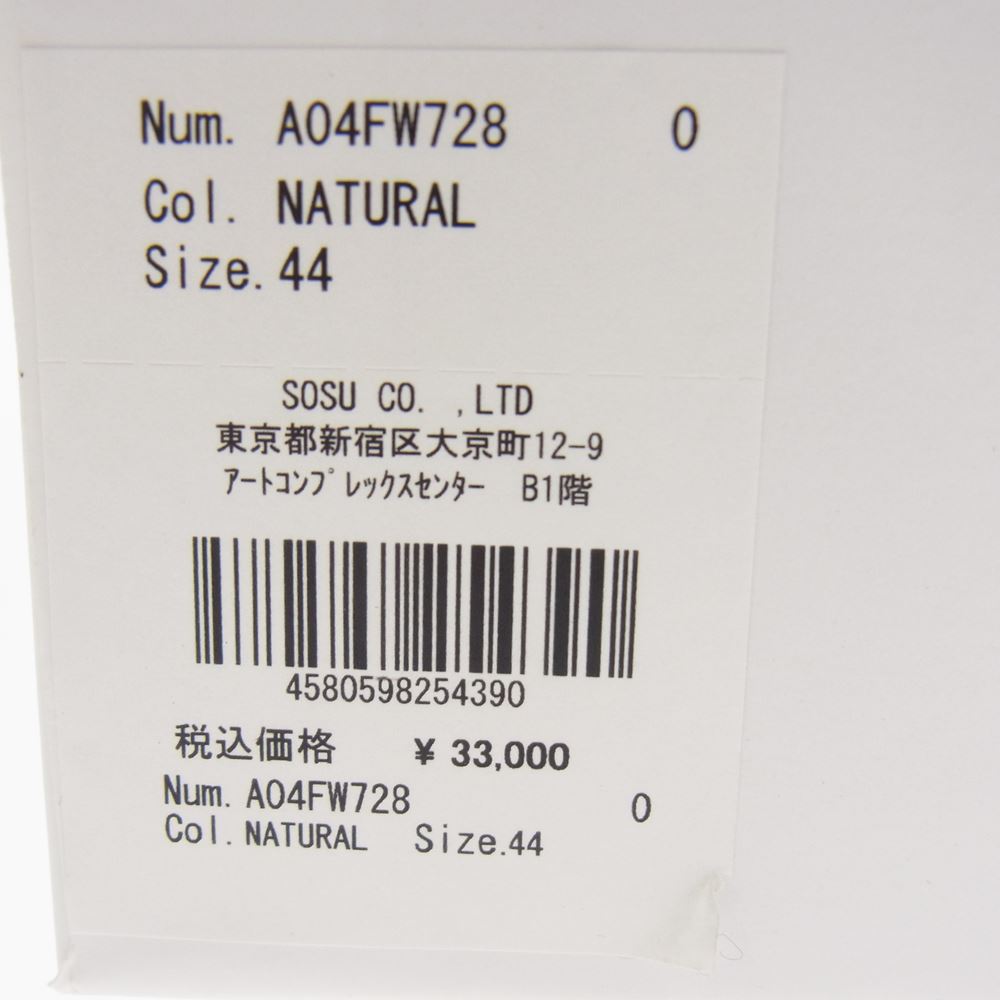 Num. A04FW728 0
Col. NATURAL
Size. 44
SOSU CO. ,LTD
東京都新宿区大京町12-9
ｱｰﾄｺﾝﾌﾟﾚｯｸｽｾﾝﾀｰ B1階
4580598254390
税込価格 ¥ 33,000
Num. A04FW728 0
Col. NATURAL Size.44